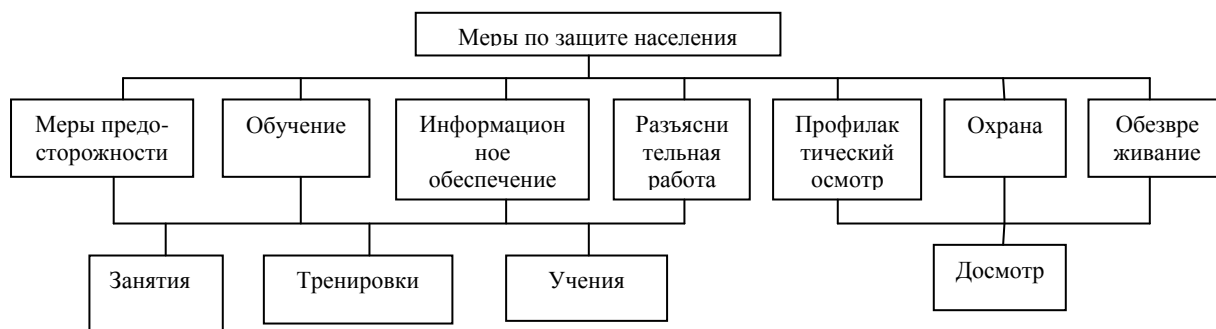 Меры по защите населения
Меры предо-
сторожности
Обучение
Информацион
ное
обеспечение
Разъясни
тельная
работа
Профилак
тический
осмотр
Охрана
Обезвре
живание
Занятия
Тренировки
Учения
Досмотр